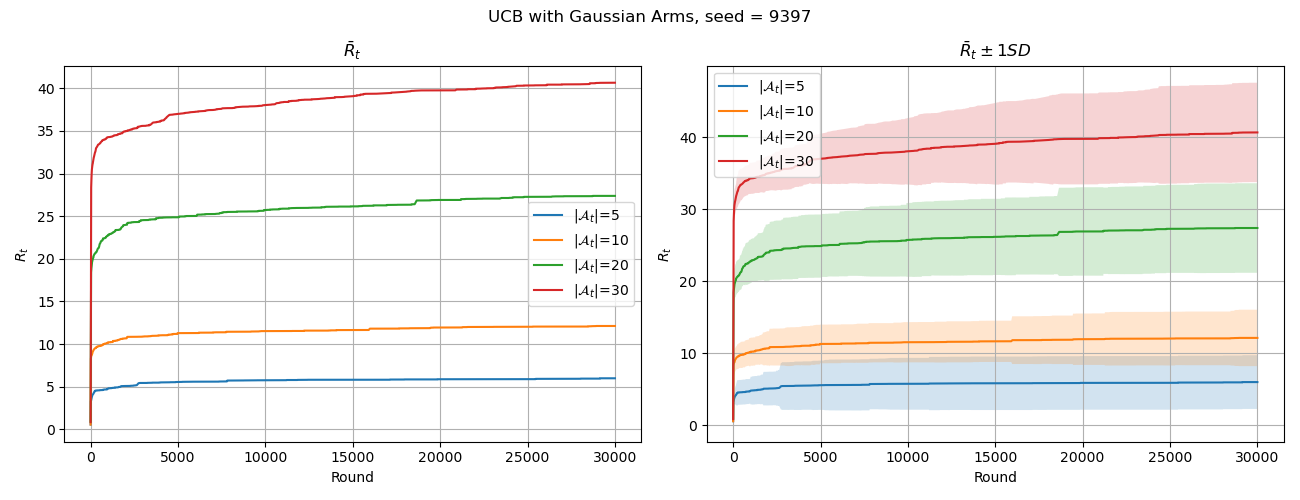 UCB with Gaussian Arms, seed = 9397
R̄ₜ
40
35
30
25
20
15
10
5
0
Rₜ
|𝒜ₜ|=5
|𝒜ₜ|=10
|𝒜ₜ|=20
|𝒜ₜ|=30
0 5000 10000 15000 20000 25000 30000
Round
R̄ₜ ± 1SD
40
30
20
10
0
Rₜ
|𝒜ₜ|=5
|𝒜ₜ|=10
|𝒜ₜ|=20
|𝒜ₜ|=30
0 5000 10000 15000 20000 25000 30000
Round